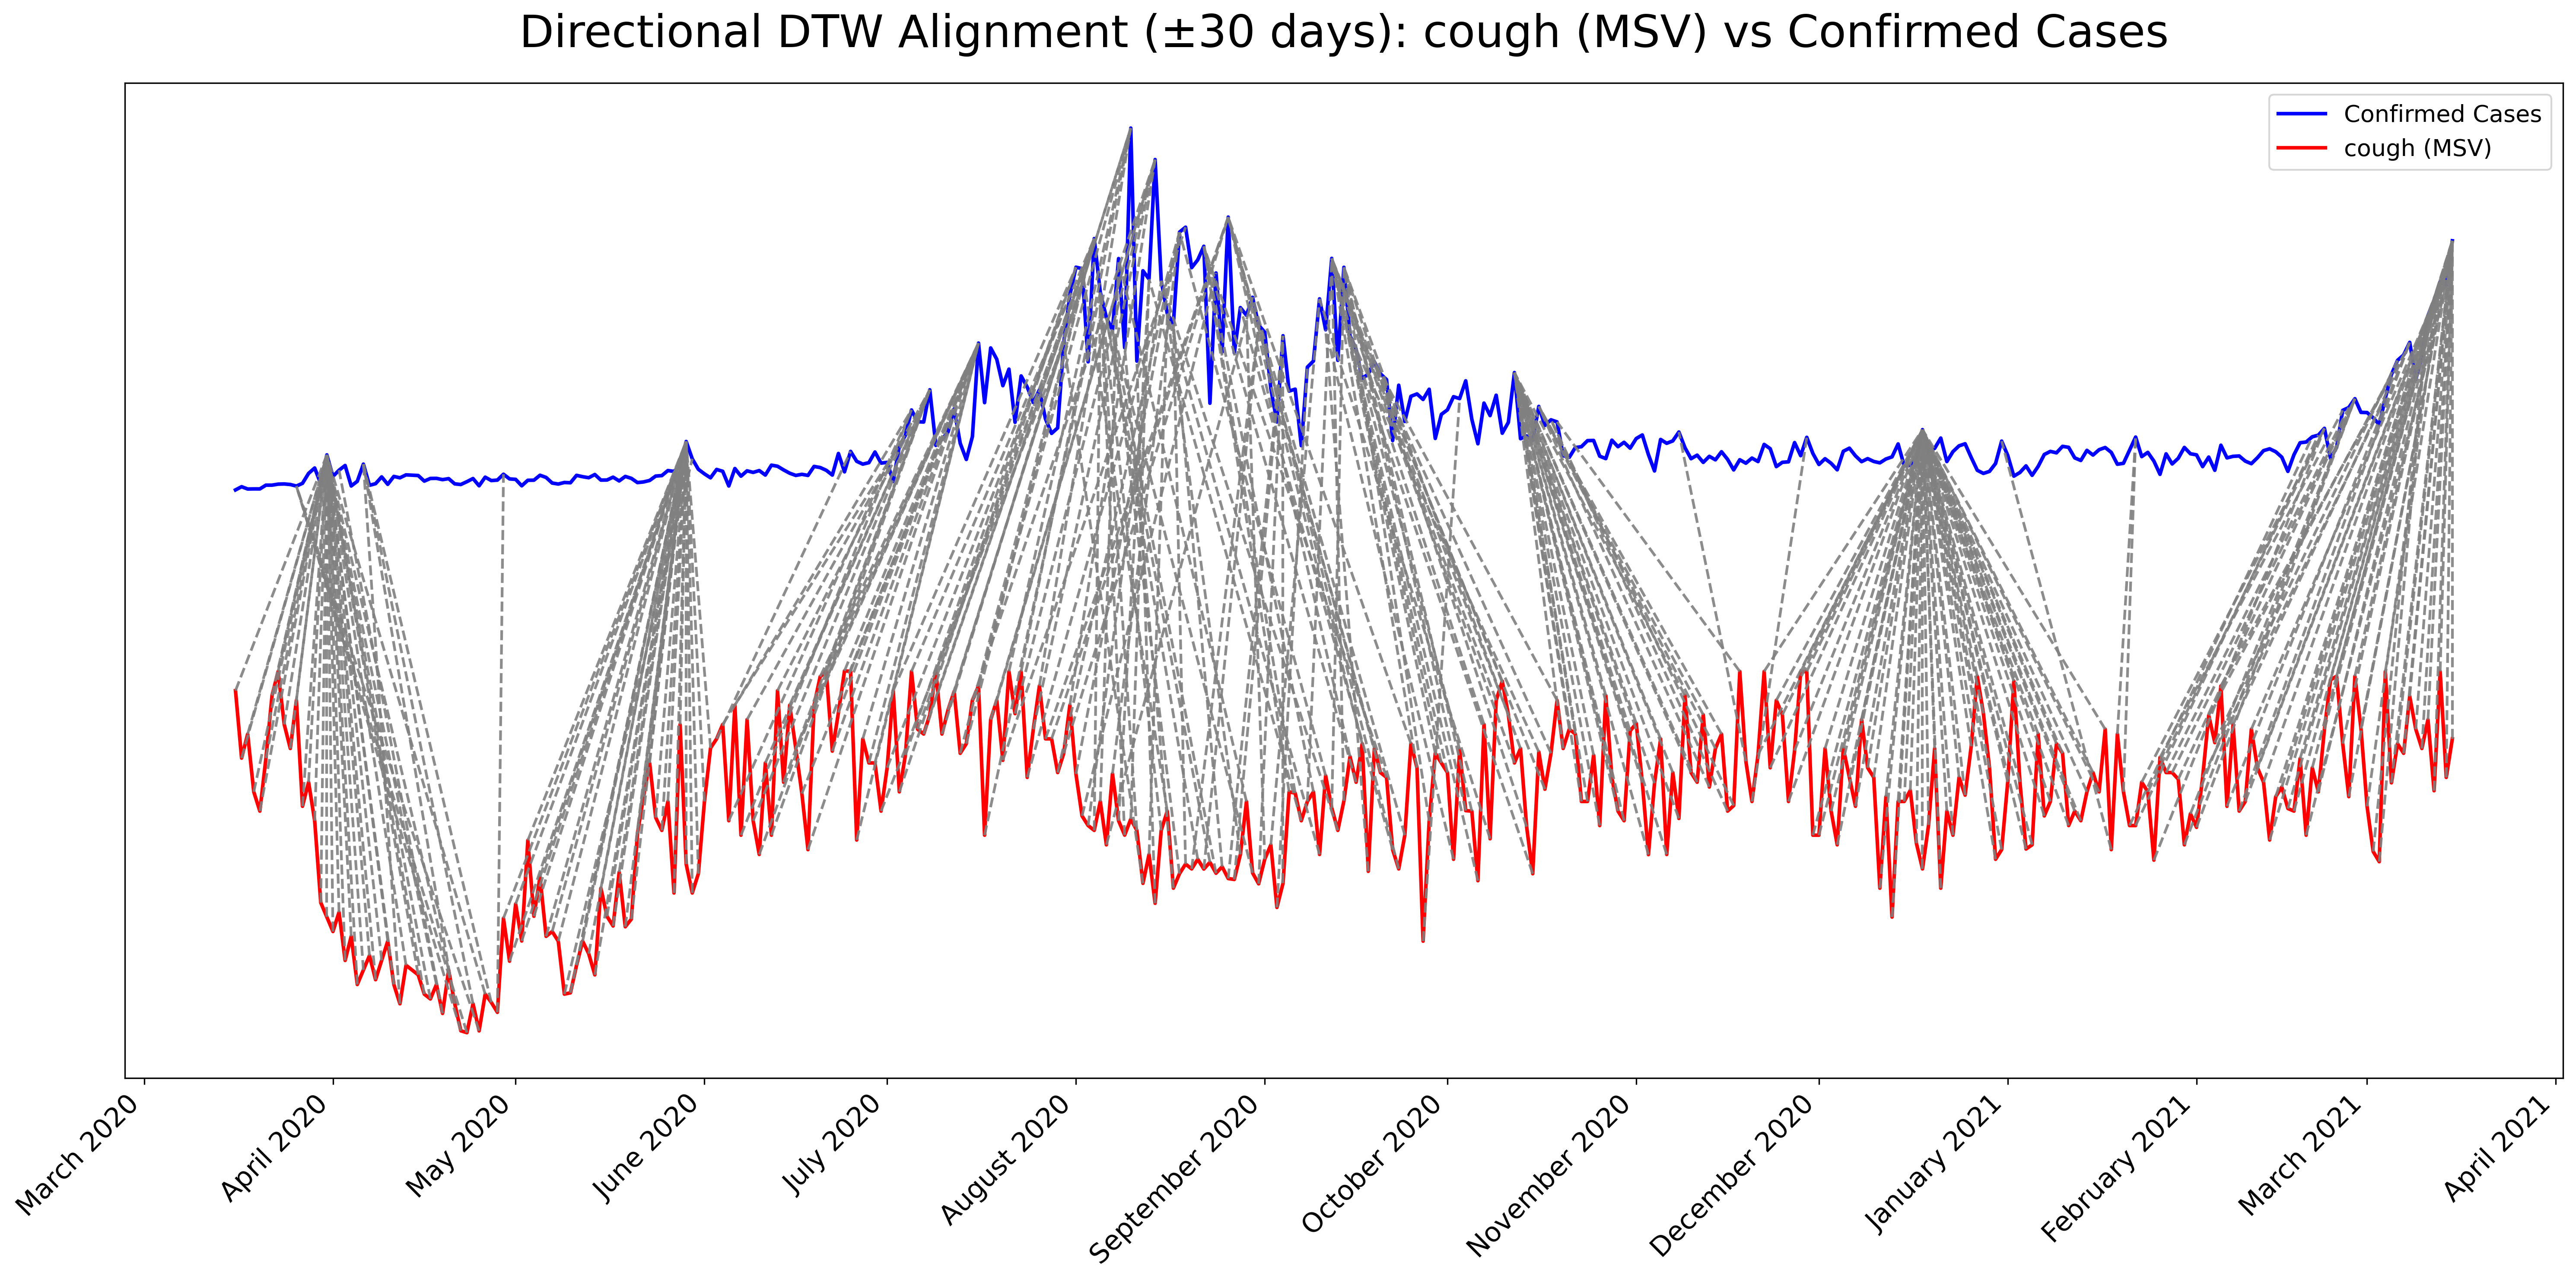 Directional DTW Alignment (±30 days): cough (MSV) vs Confirmed Cases
Confirmed Cases
cough (MSV)
March 2020
April 2020
May 2020
June 2020
July 2020
August 2020
September 2020
October 2020
November 2020
December 2020
January 2021
February 2021
March 2021
April 2021